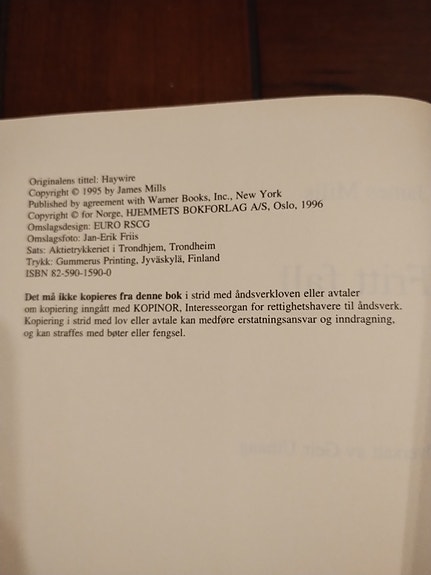 Originalens tittel: Haywire
Copyright © 1995 by James Mills
Published by agreement with Warner Books, Inc., New York
Copyright © for Norge, HJEMMETS BOKFORLAG A/S, Oslo, 1996
Omslagsdesign: EURO RSCG
Omslagsfoto: Jan-Erik Friis
Sats: Aktietrykkeriet i Trondhjem, Trondheim
Trykk: Gummerus Printing, Jyväskylä, Finland
ISBN 82-590-1590-0
Det må ikke kopieres fra denne bok i strid med åndsverkloven eller avtaler
om kopiering inngått med KOPINOR, Interesseorgan for rettighetshavere til åndsverk.
Kopiering i strid med lov eller avtale kan medføre erstatningsansvar og inndragning,
og kan straffes med bøter eller fengsel.